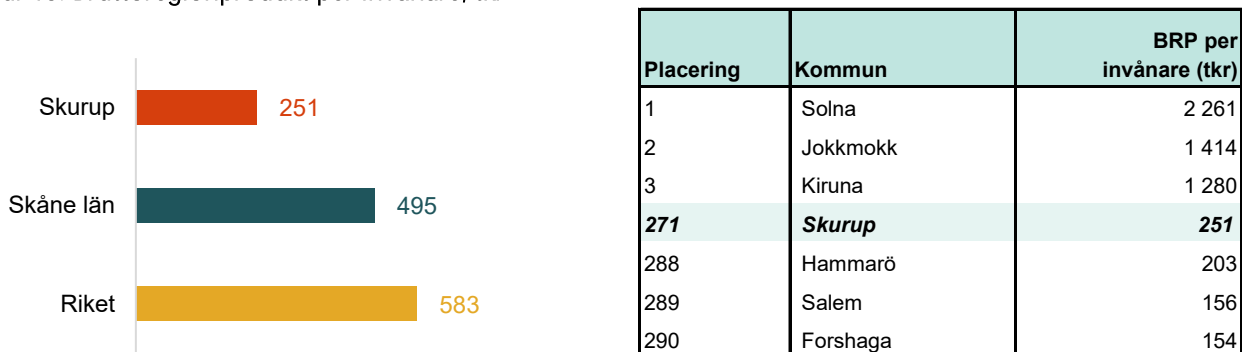 Skurup 251
Skåne län 495
Riket 583
Placering Kommun BRP per invånare (tkr)
1 Solna 2 261
2 Jokkmokk 1 414
3 Kiruna 1 280
271 Skurup 251
288 Hammarö 203
289 Salem 156
290 Forshaga 154